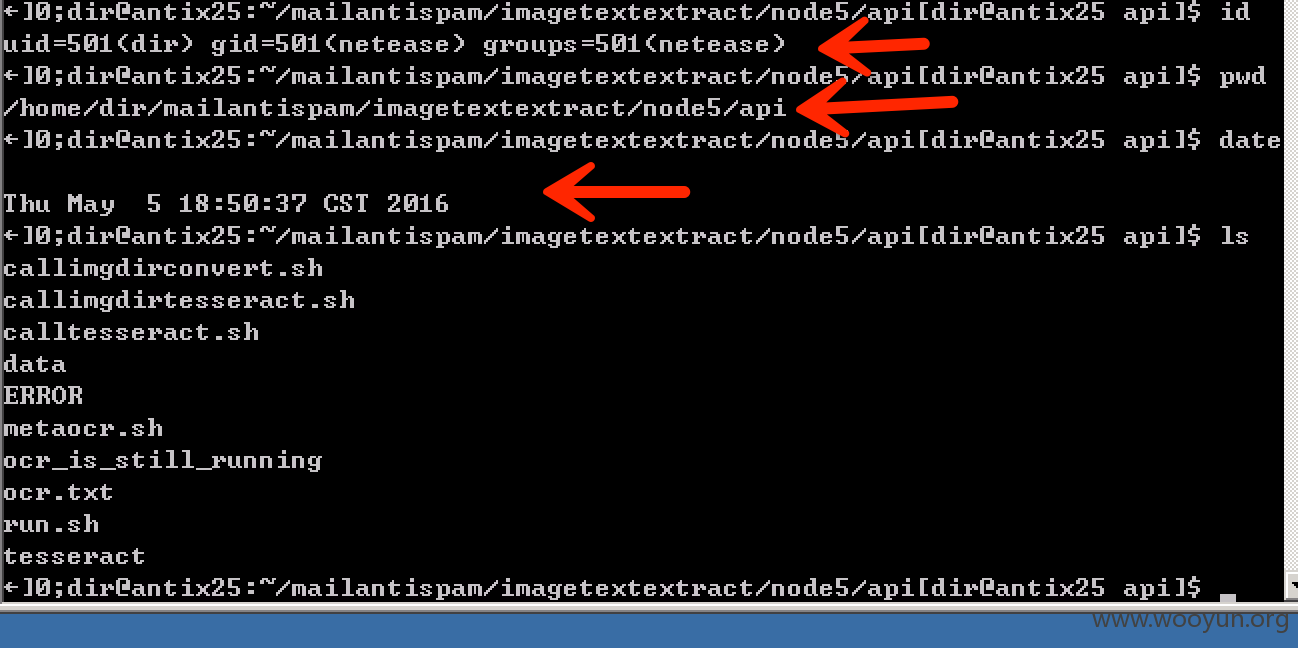 ←]0;dir@antix25:~/mailantispam/imagetextextract/node5/api[dir@antix25 api]$ id
uid=501(dir) gid=501(netease) groups=501(netease)
←]0;dir@antix25:~/mailantispam/imagetextextract/node5/api[dir@antix25 api]$ pwd
/home/dir/mailantispam/imagetextextract/node5/api
←]0;dir@antix25:~/mailantispam/imagetextextract/node5/api[dir@antix25 api]$ date
Thu May  5 18:50:37 CST 2016
←]0;dir@antix25:~/mailantispam/imagetextextract/node5/api[dir@antix25 api]$ ls
callimgdirconvert.sh
callimgdirtesseract.sh
calltesseract.sh
data
ERROR
metaocr.sh
ocr_is_still_running
ocr.txt
run.sh
tesseract
←]0;dir@antix25:~/mailantispam/imagetextextract/node5/api[dir@antix25 api]$
www.wooyun.org